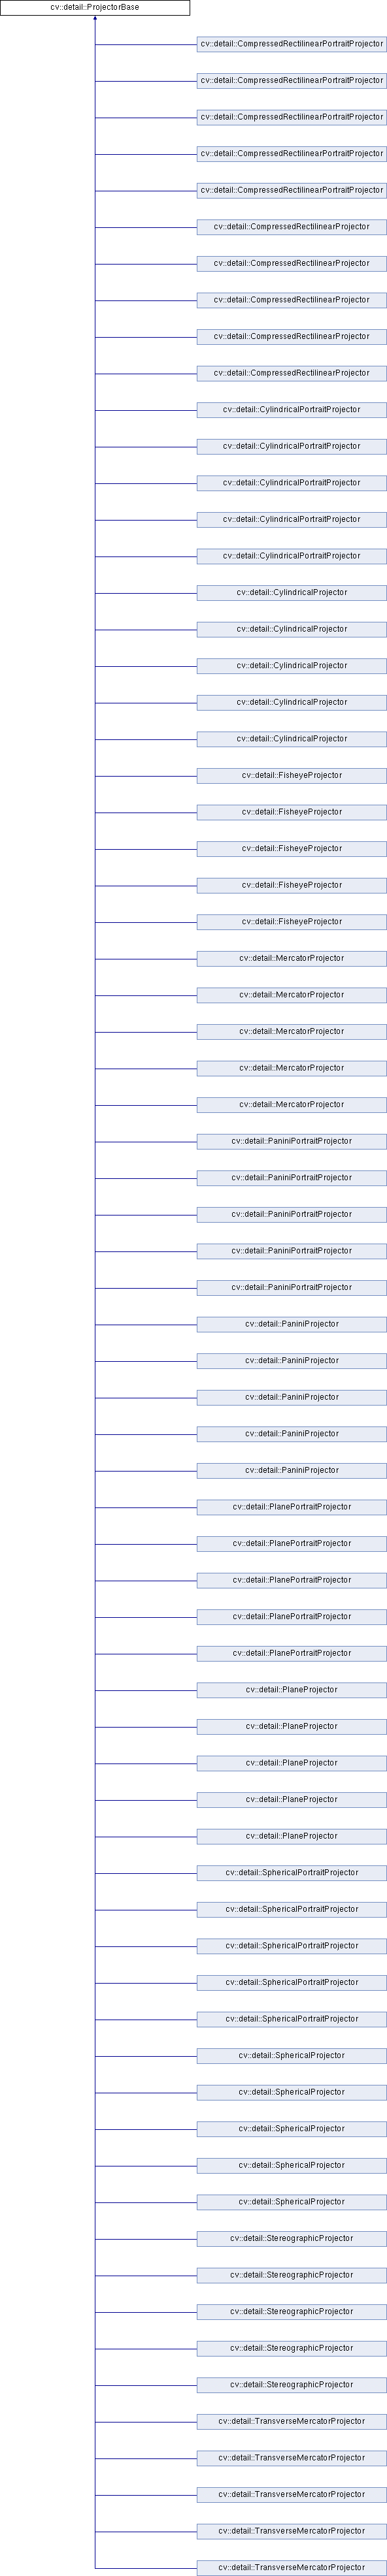 cv::detail::ProjectorBase
cv::detail::CompressedRectilinearPortraitProjector
cv::detail::CompressedRectilinearPortraitProjector
cv::detail::CompressedRectilinearPortraitProjector
cv::detail::CompressedRectilinearPortraitProjector
cv::detail::CompressedRectilinearPortraitProjector
cv::detail::CompressedRectilinearProjector
cv::detail::CompressedRectilinearProjector
cv::detail::CompressedRectilinearProjector
cv::detail::CompressedRectilinearProjector
cv::detail::CompressedRectilinearProjector
cv::detail::CylindricalPortraitProjector
cv::detail::CylindricalPortraitProjector
cv::detail::CylindricalPortraitProjector
cv::detail::CylindricalPortraitProjector
cv::detail::CylindricalPortraitProjector
cv::detail::CylindricalProjector
cv::detail::CylindricalProjector
cv::detail::CylindricalProjector
cv::detail::CylindricalProjector
cv::detail::CylindricalProjector
cv::detail::FisheyeProjector
cv::detail::FisheyeProjector
cv::detail::FisheyeProjector
cv::detail::FisheyeProjector
cv::detail::FisheyeProjector
cv::detail::MercatorProjector
cv::detail::MercatorProjector
cv::detail::MercatorProjector
cv::detail::MercatorProjector
cv::detail::MercatorProjector
cv::detail::PaniniPortraitProjector
cv::detail::PaniniPortraitProjector
cv::detail::PaniniPortraitProjector
cv::detail::PaniniPortraitProjector
cv::detail::PaniniPortraitProjector
cv::detail::PaniniProjector
cv::detail::PaniniProjector
cv::detail::PaniniProjector
cv::detail::PaniniProjector
cv::detail::PaniniProjector
cv::detail::PlanePortraitProjector
cv::detail::PlanePortraitProjector
cv::detail::PlanePortraitProjector
cv::detail::PlanePortraitProjector
cv::detail::PlanePortraitProjector
cv::detail::PlaneProjector
cv::detail::PlaneProjector
cv::detail::PlaneProjector
cv::detail::PlaneProjector
cv::detail::PlaneProjector
cv::detail::SphericalPortraitProjector
cv::detail::SphericalPortraitProjector
cv::detail::SphericalPortraitProjector
cv::detail::SphericalPortraitProjector
cv::detail::SphericalPortraitProjector
cv::detail::SphericalProjector
cv::detail::SphericalProjector
cv::detail::SphericalProjector
cv::detail::SphericalProjector
cv::detail::SphericalProjector
cv::detail::StereographicProjector
cv::detail::StereographicProjector
cv::detail::StereographicProjector
cv::detail::StereographicProjector
cv::detail::StereographicProjector
cv::detail::TransverseMercatorProjector
cv::detail::TransverseMercatorProjector
cv::detail::TransverseMercatorProjector
cv::detail::TransverseMercatorProjector
cv::detail::TransverseMercatorProjector